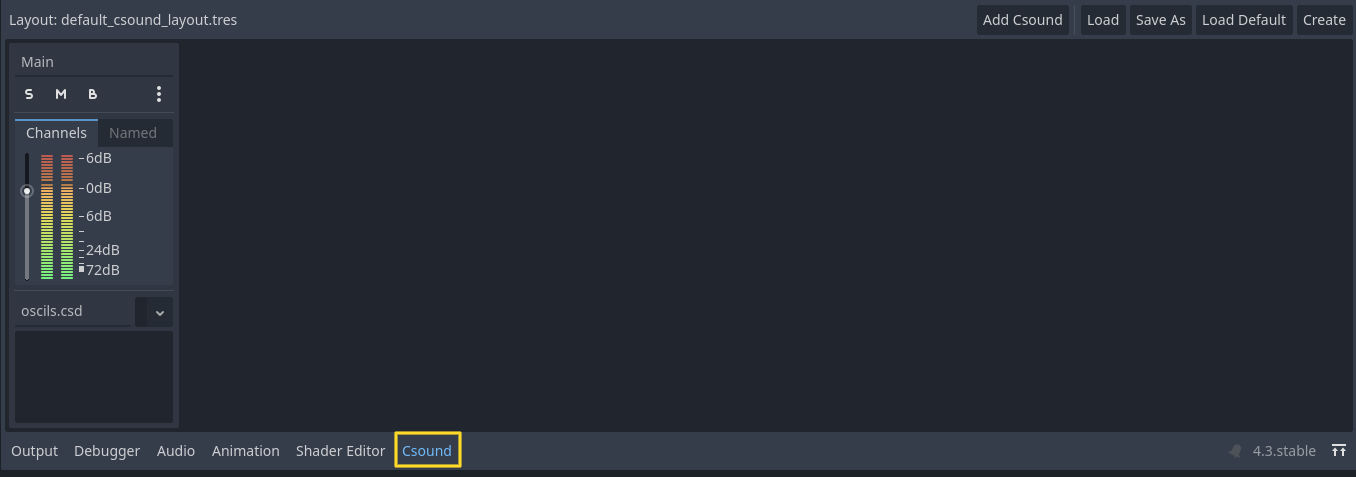 Layout: default_csound_layout.tres Add Csound Load Save As Load Default Create
Main
S M B
Channels Named
6dB
0dB
6dB
24dB
72dB
oscils.csd
Output Debugger Audio Animation Shader Editor Csound 4.3.stable